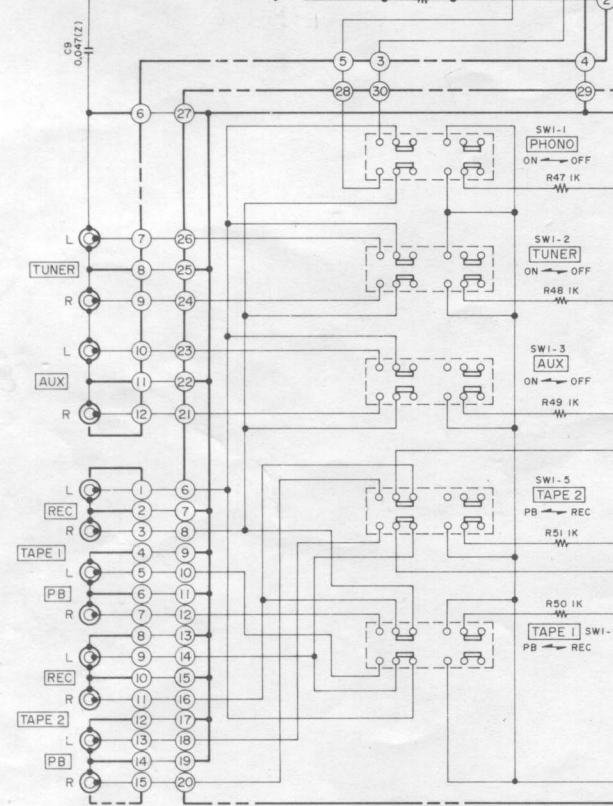 C9
0.047(Z)
2
5 3 4
28 30 29
6 27
SW1-1
PHONO
ON OFF
R47 1K
L 7 26
SW1-2
TUNER 8 25
TUNER
ON OFF
R 9 24
R48 1K
L 10 23
SW1-3
AUX
AUX 11 22
ON OFF
R49 1K
R 12 21
SW1-5
L 1 6
TAPE 2
REC 2 7
PB REC
R 3 8
R51 1K
TAPE 1 4 9
L 5 10
PB 6 11
R50 1K
R 7 12
8 13
TAPE 1 SW1-
PB REC
L 9 14
REC 10 15
R 11 16
TAPE 2 12 17
L 13 18
PB 14 19
R 15 20